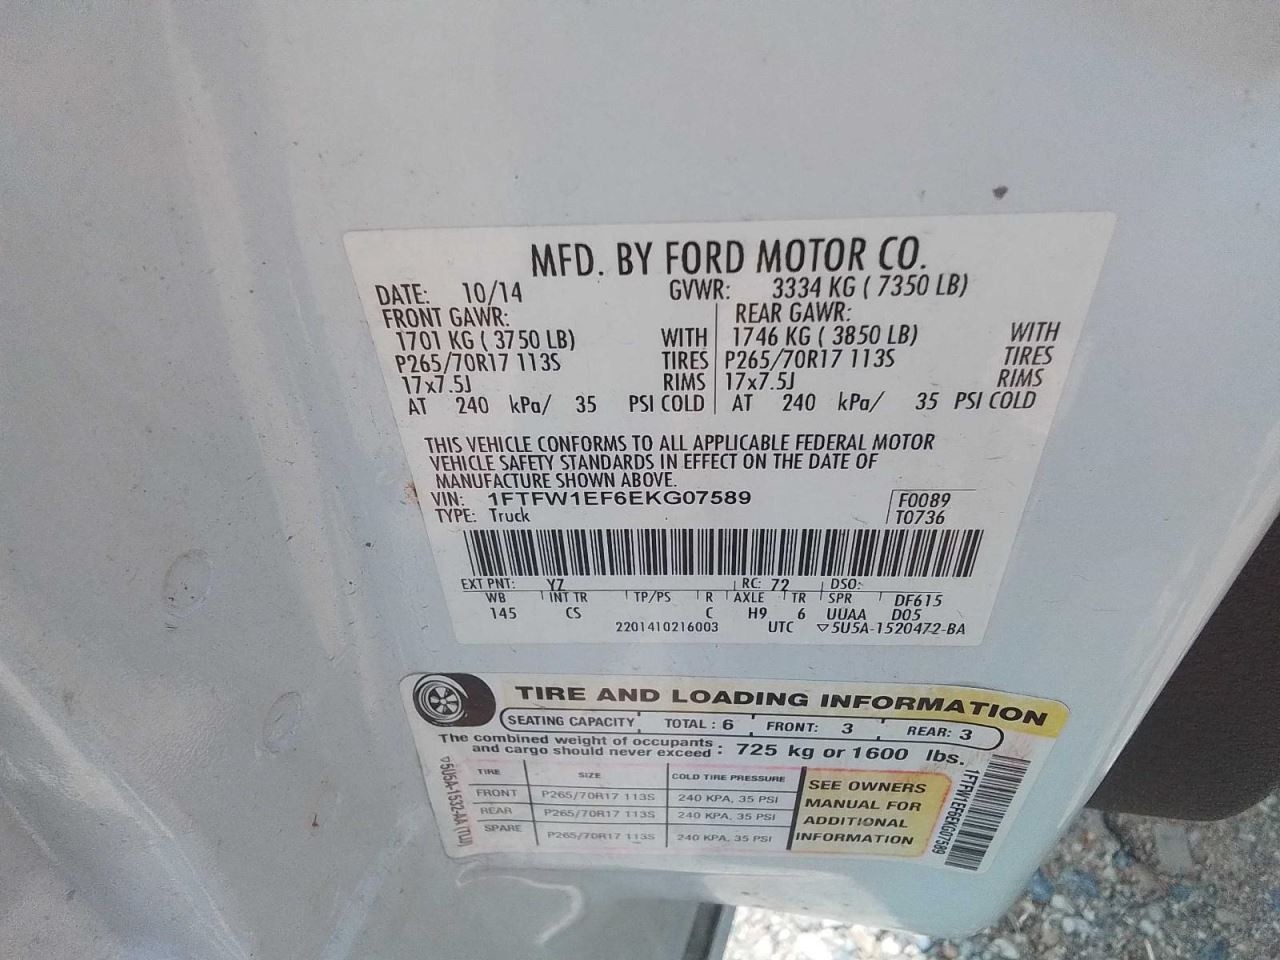 MFD. BY FORD MOTOR CO.
DATE: 10/14 GVWR: 3334 KG ( 7350 LB)
FRONT GAWR: REAR GAWR:
1701 KG ( 3750 LB) WITH 1746 KG ( 3850 LB) WITH
P265/70R17 113S TIRES P265/70R17 113S TIRES
17x7.5J RIMS 17x7.5J RIMS
AT 240 kPa/ 35 PSI COLD AT 240 kPa/ 35 PSI COLD
THIS VEHICLE CONFORMS TO ALL APPLICABLE FEDERAL MOTOR
VEHICLE SAFETY STANDARDS IN EFFECT ON THE DATE OF
MANUFACTURE SHOWN ABOVE.
VIN: 1FTFW1EF6EKG07589 F0089
TYPE: Truck T0736
EXT PNT: YZ RC: 72 DSO:
WB INT TR TP/PS R AXLE TR SPR DF615
145 CS C H9 6 UUAA D05
2201410216003 UTC ▽5U5A-1520472-BA
TIRE AND LOADING INFORMATION
SEATING CAPACITY TOTAL : 6 FRONT: 3 REAR: 3
The combined weight of occupants
and cargo should never exceed : 725 kg or 1600 lbs.
TIRE SIZE COLD TIRE PRESSURE
FRONT P265/70R17 113S 240 KPA, 35 PSI
REAR P265/70R17 113S 240 KPA, 35 PSI
SPARE P265/70R17 113S 240 KPA, 35 PSI
SEE OWNERS
MANUAL FOR
ADDITIONAL
INFORMATION
▽5U5A-1532-AA (TU)
1FTFW1EF6EKG07589